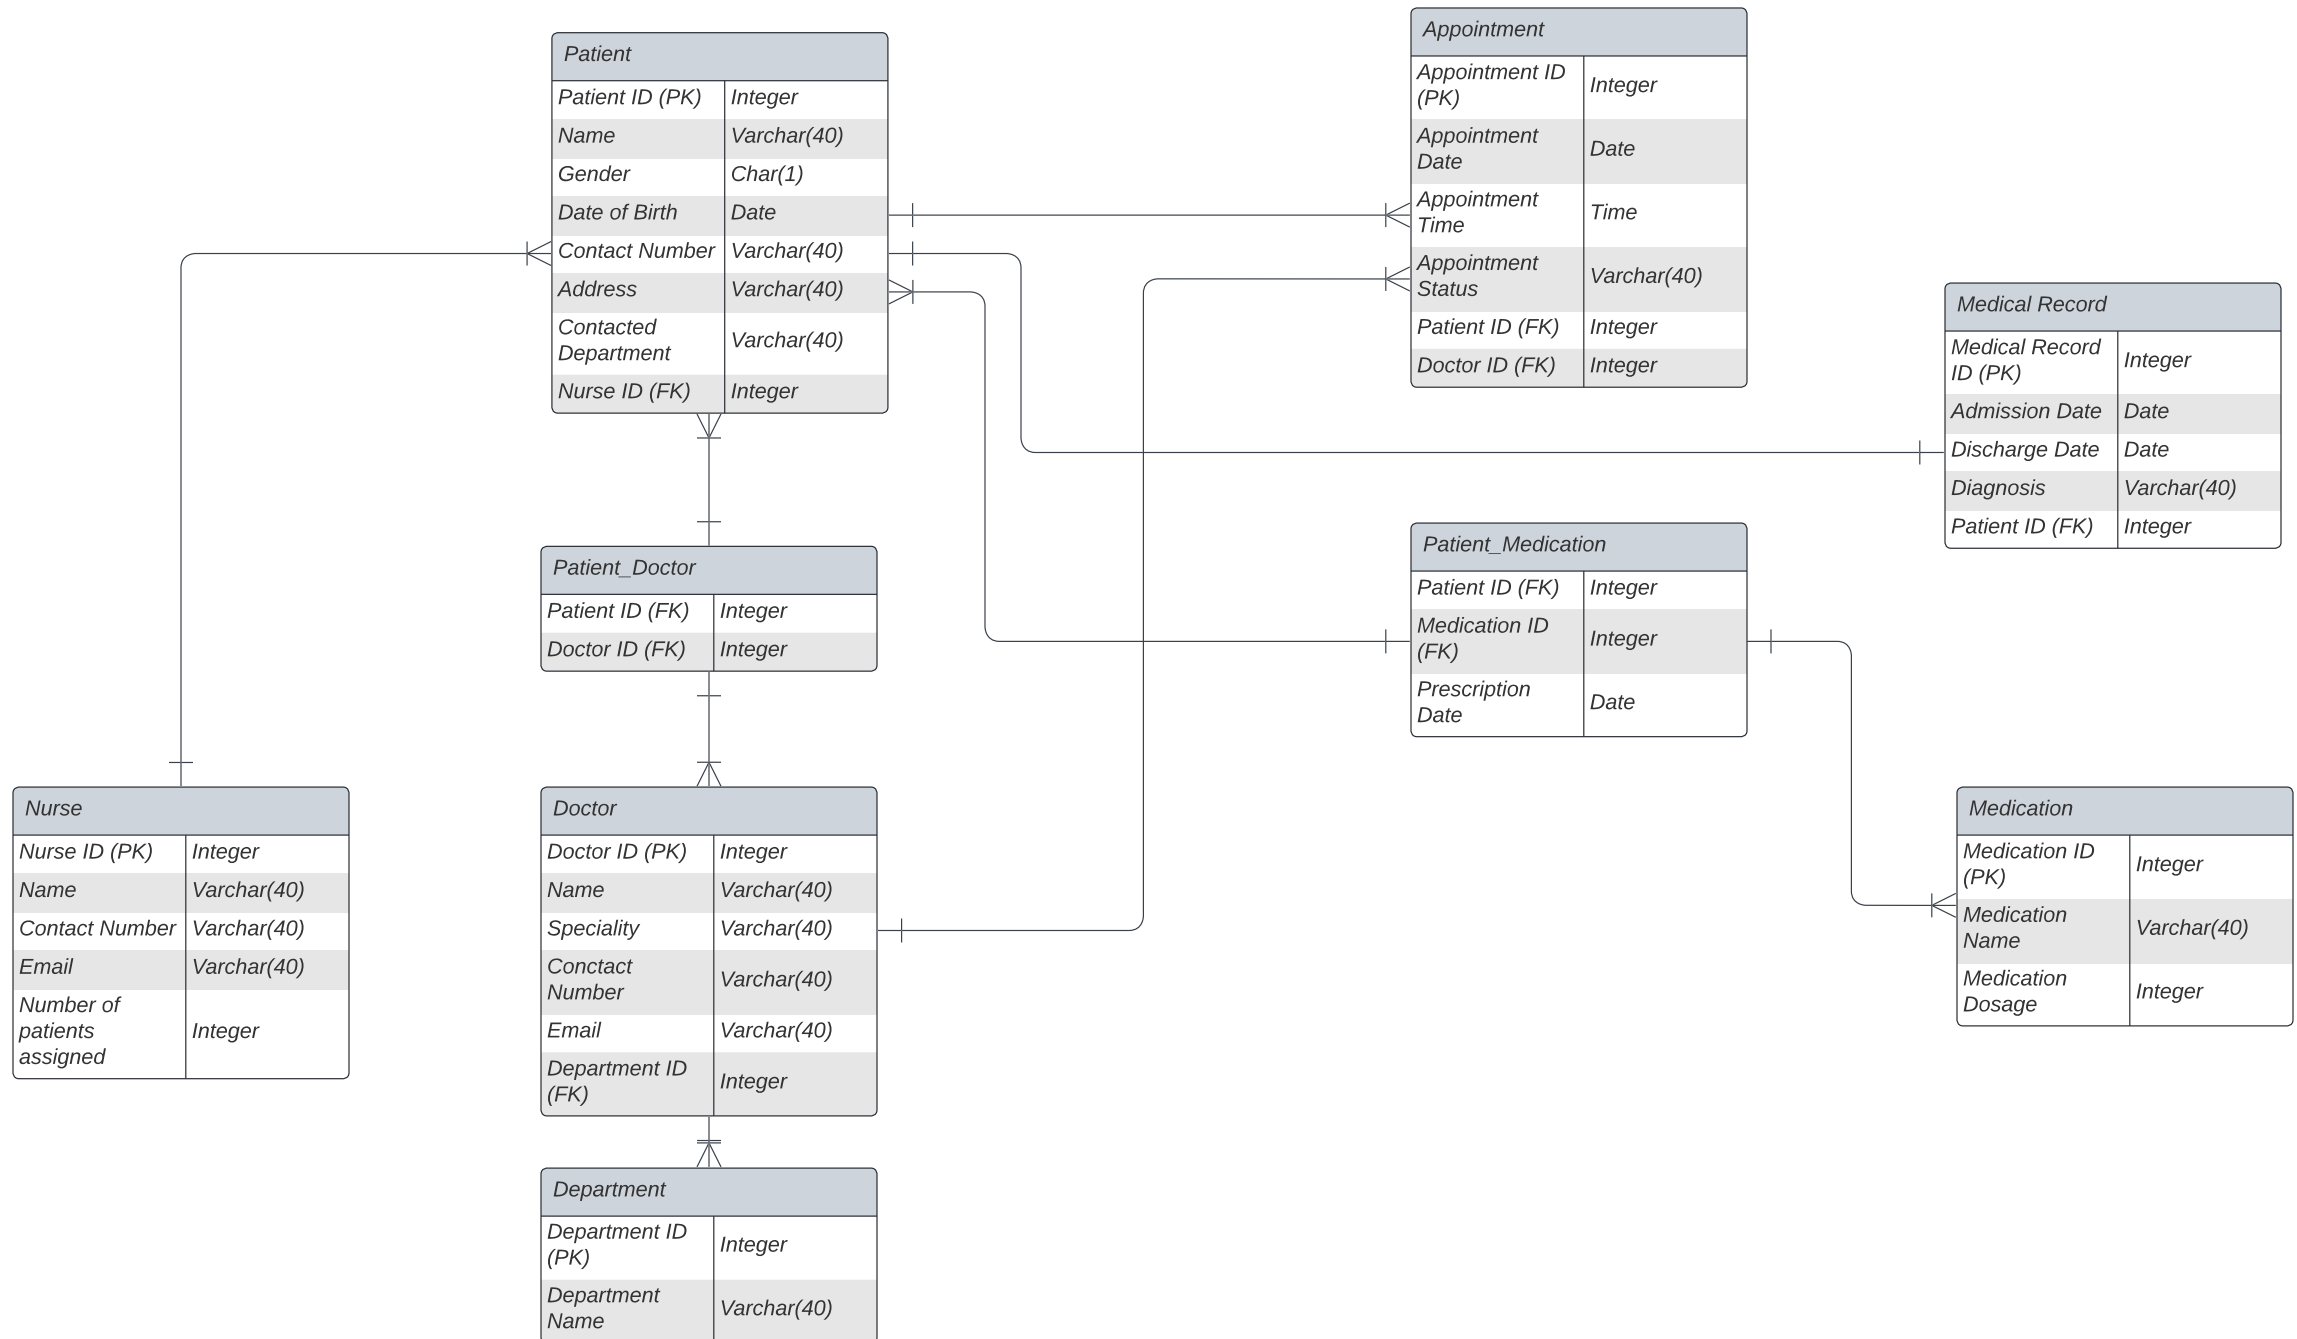 Patient
Patient ID (PK) Integer
Name Varchar(40)
Gender Char(1)
Date of Birth Date
Contact Number Varchar(40)
Address Varchar(40)
Contacted
Department Varchar(40)
Nurse ID (FK) Integer
Appointment
Appointment ID
(PK) Integer
Appointment
Date Date
Appointment
Time Time
Appointment
Status Varchar(40)
Patient ID (FK) Integer
Doctor ID (FK) Integer
Medical Record
Medical Record
ID (PK) Integer
Admission Date Date
Discharge Date Date
Diagnosis Varchar(40)
Patient ID (FK) Integer
Patient_Doctor
Patient ID (FK) Integer
Doctor ID (FK) Integer
Patient_Medication
Patient ID (FK) Integer
Medication ID
(FK) Integer
Prescription
Date Date
Nurse
Nurse ID (PK) Integer
Name Varchar(40)
Contact Number Varchar(40)
Email Varchar(40)
Number of
patients
assigned Integer
Doctor
Doctor ID (PK) Integer
Name Varchar(40)
Speciality Varchar(40)
Conctact
Number Varchar(40)
Email Varchar(40)
Department ID
(FK) Integer
Medication
Medication ID
(PK) Integer
Medication
Name Varchar(40)
Medication
Dosage Integer
Department
Department ID
(PK) Integer
Department
Name Varchar(40)